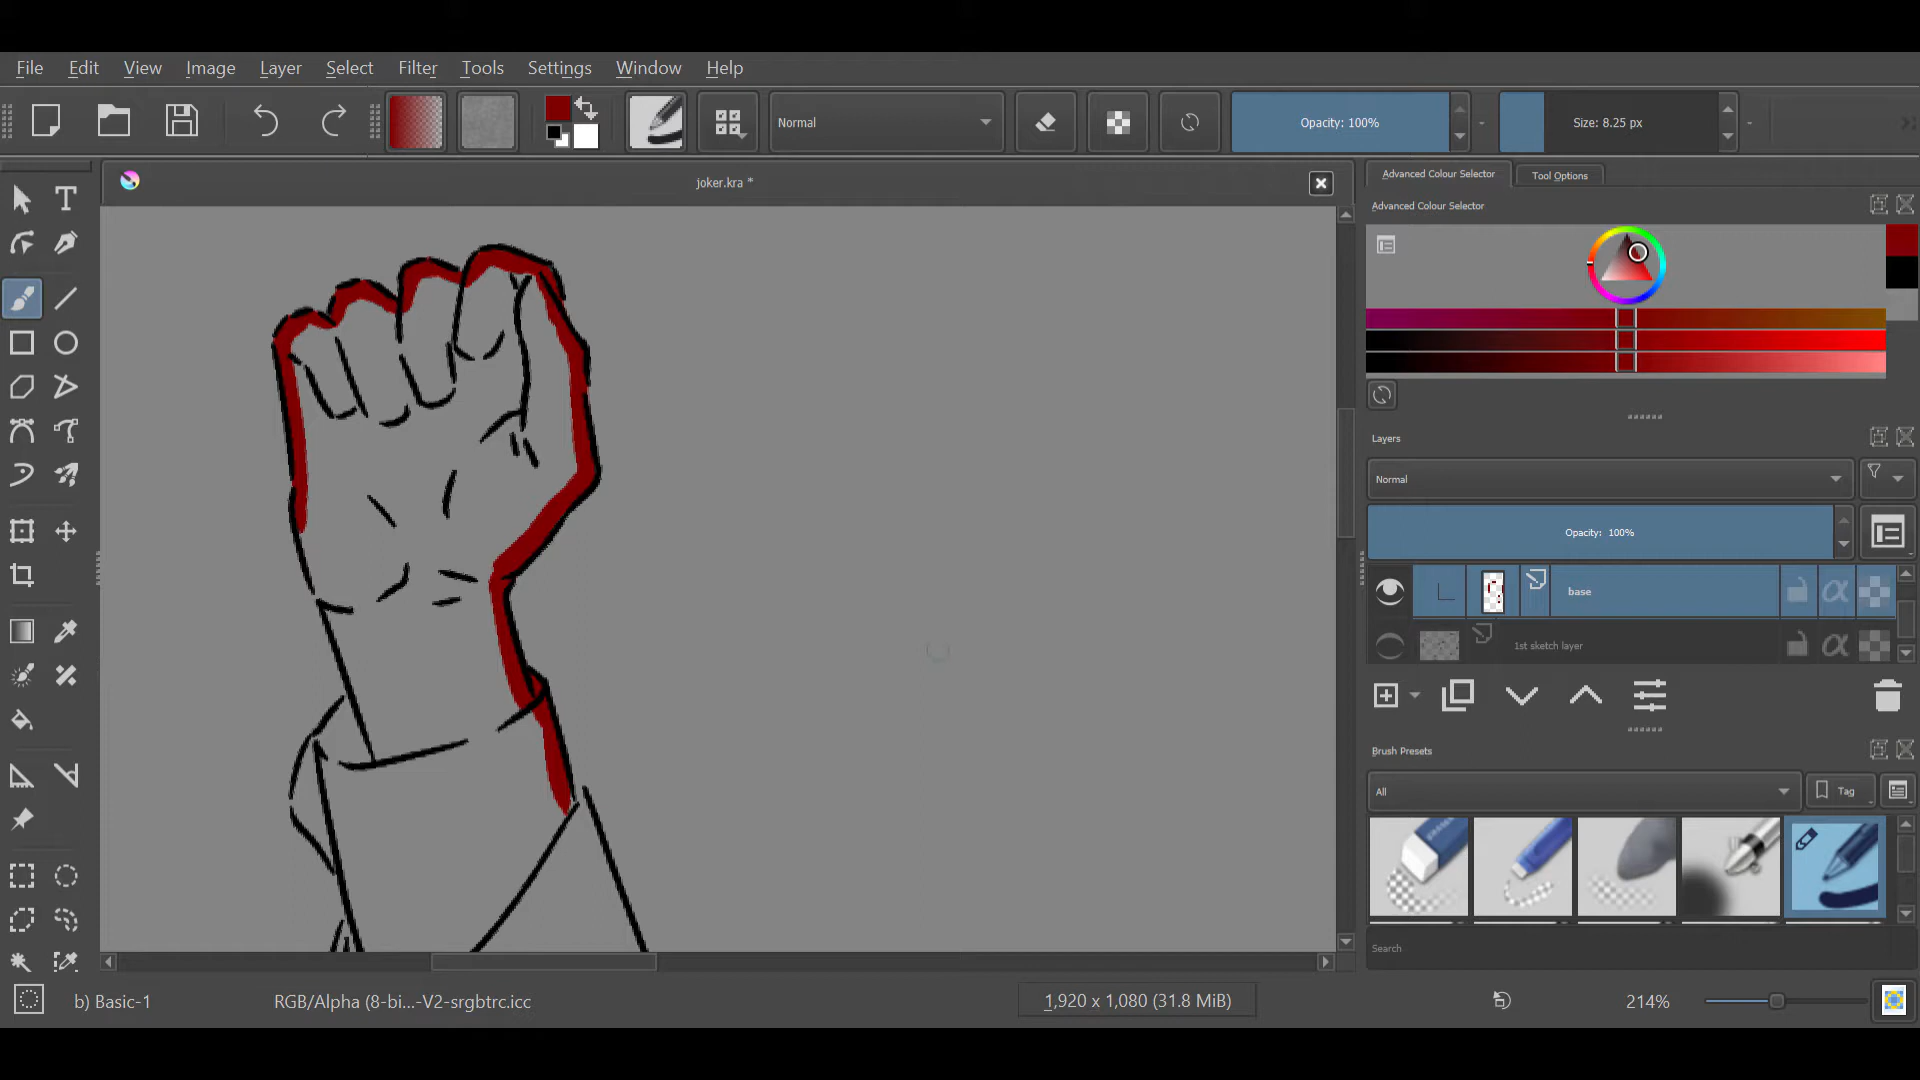 File Edit View Image Layer Select Filter Tools Settings Window Help
Normal
Opacity: 100%
Size: 8.25 px
joker.kra *
Advanced Colour Selector
Tool Options
Advanced Colour Selector
Layers
Normal
Opacity: 100%
base
1st sketch layer
Brush Presets
All
Tag
Search
b) Basic-1
RGB/Alpha (8-bi...-V2-srgbtrc.icc
1,920 x 1,080 (31.8 MiB)
214%